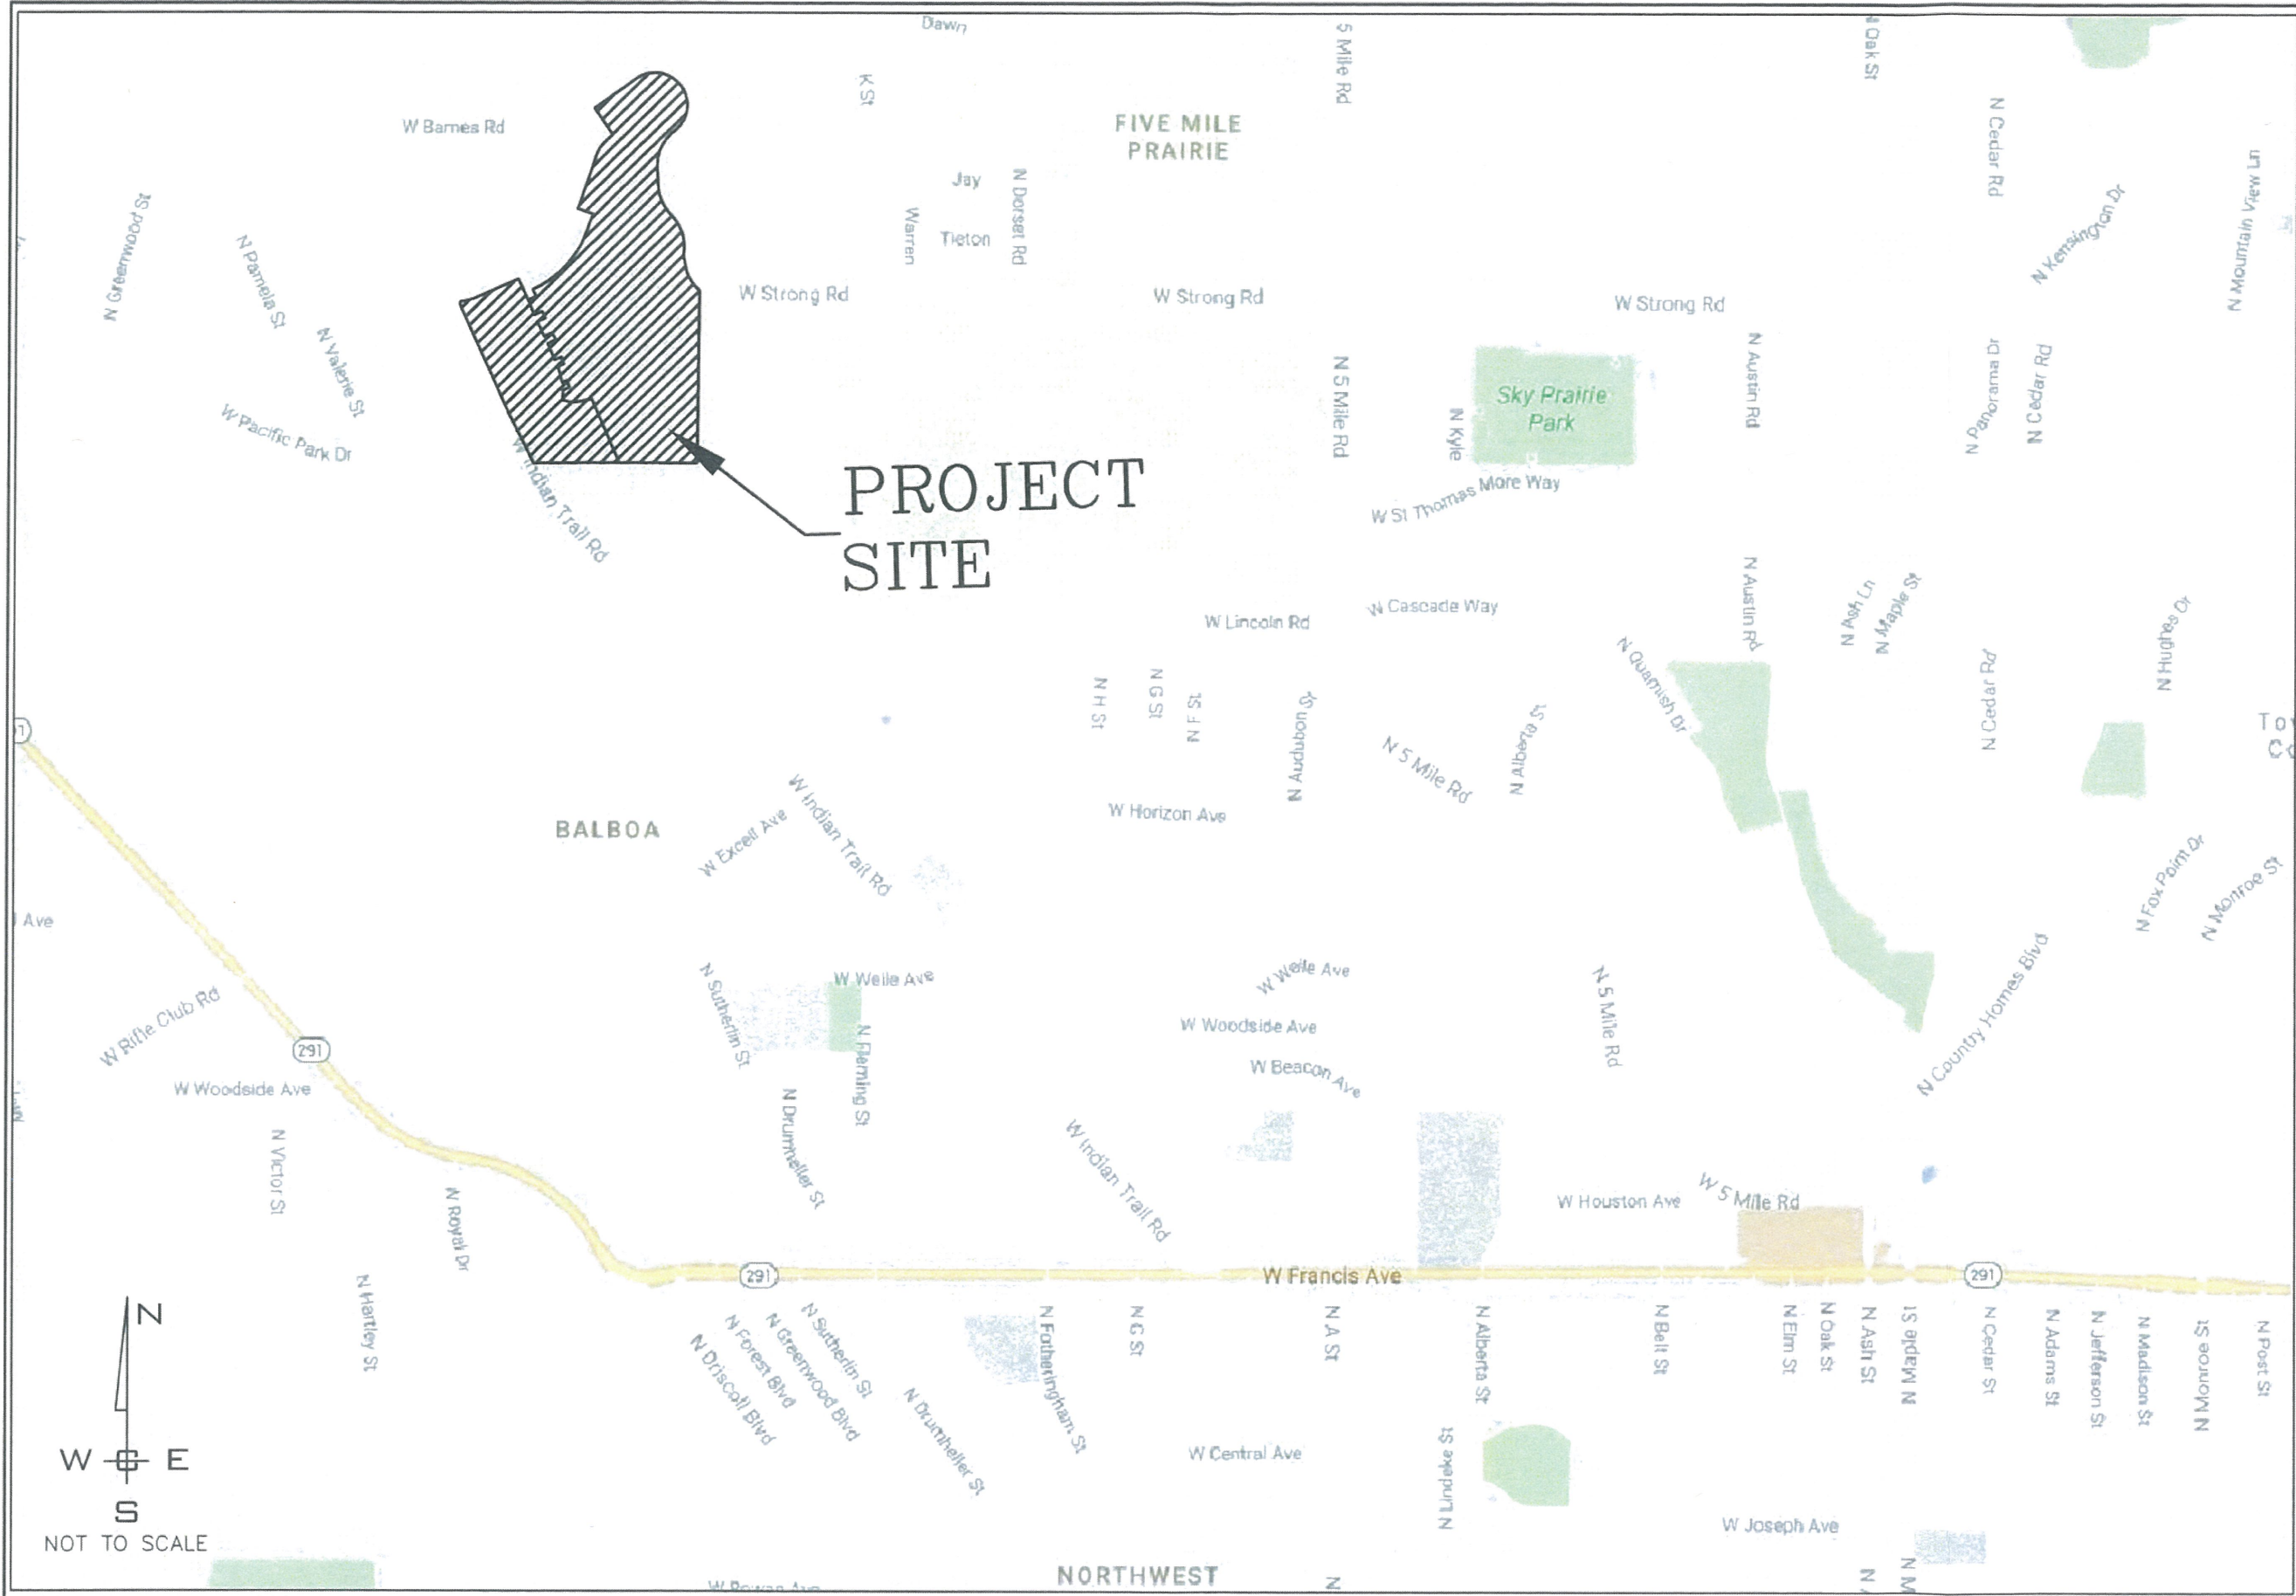 Dawn
K St
5 Mile Rd
N Oak St
W Barnes Rd
FIVE MILE
PRAIRIE
N Cedar Rd
Jay
N Dorset Rd
Warren
Tieton
N Greenwood St
N Pamela St
N Kensington Dr
N Mountain View Ln
W Strong Rd
W Strong Rd
W Strong Rd
N Valerie St
W Pacific Park Dr
N 5 Mile Rd
N Kyle
Sky Prairie
Park
N Austin Rd
N Panorama Dr
N Cedar Rd
W Indian Trail Rd
PROJECT
SITE
W St Thomas More Way
W Lincoln Rd
W Cascade Way
N Austin Rd
N Ash Ln
N Maple St
N Hughes Dr
N H St
N G St
N F St
N Audubon St
N 5 Mile Rd
N Alberta St
N Quamish Dr
N Cedar Rd
BALBOA
W Excell Ave
W Indian Trail Rd
W Horizon Ave
N Fox Point Dr
N Monroe St
Ave
W Rifle Club Rd
291
W Woodside Ave
N Sutherlin St
W Weile Ave
N Fleming St
W Weile Ave
W Woodside Ave
W Beacon Ave
N 5 Mile Rd
N Country Homes Blvd
N Victor St
N Royal Dr
N Drumheller St
W Indian Trail Rd
W Houston Ave
W 5 Mile Rd
291
W Francis Ave
291
N Hartley St
N Driscoll Blvd
N Forest Blvd
N Greenwood Blvd
N Sutherlin St
N Drumheller St
N Fotheringham St
N G St
N A St
N Alberta St
N Bell St
N Elm St
N Oak St
N Ash St
N Maple St
N Cedar St
N Adams St
N Jefferson St
N Madison St
N Monroe St
N Post St
N
W E
S
NOT TO SCALE
W Central Ave
N Lindeke St
W Joseph Ave
W Rowan Ave
NORTHWEST
N
N
N M